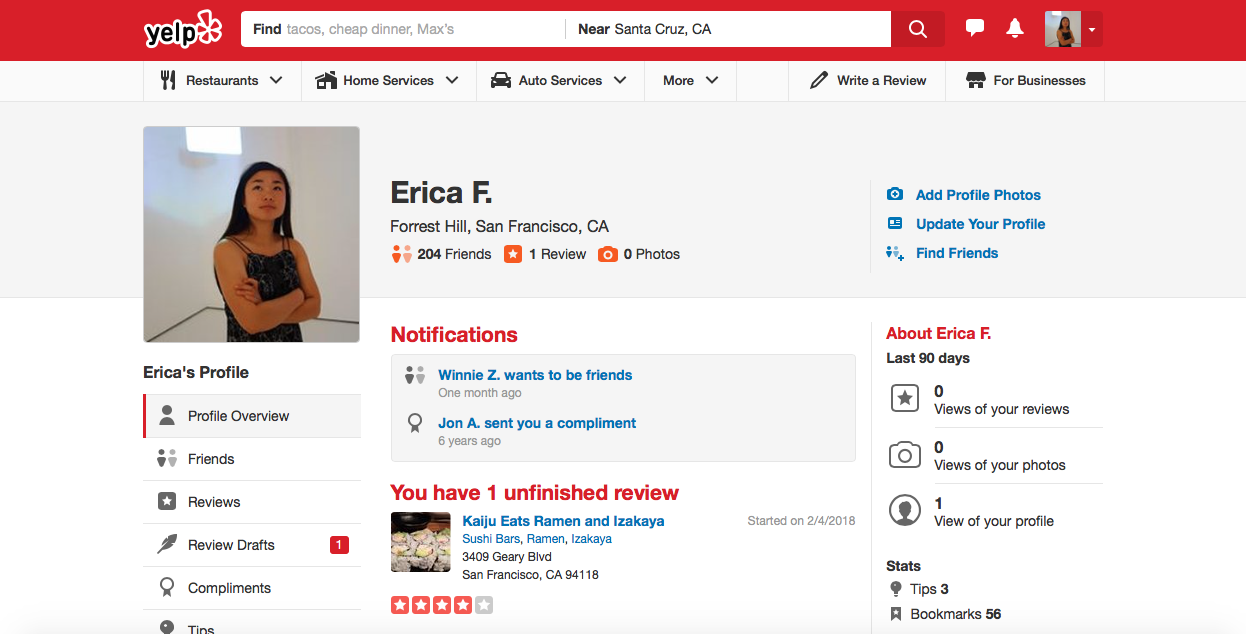 yelp
Find tacos, cheap dinner, Max's
Near Santa Cruz, CA
Restaurants
Home Services
Auto Services
More
Write a Review
For Businesses
Erica F.
Forrest Hill, San Francisco, CA
204 Friends 1 Review 0 Photos
Add Profile Photos
Update Your Profile
Find Friends
Erica's Profile
Profile Overview
Friends
Reviews
Review Drafts 1
Compliments
Tips
Notifications
Winnie Z. wants to be friends
One month ago
Jon A. sent you a compliment
6 years ago
You have 1 unfinished review
Kaiju Eats Ramen and Izakaya
Started on 2/4/2018
Sushi Bars, Ramen, Izakaya
3409 Geary Blvd
San Francisco, CA 94118
About Erica F.
Last 90 days
0
Views of your reviews
0
Views of your photos
1
View of your profile
Stats
Tips 3
Bookmarks 56